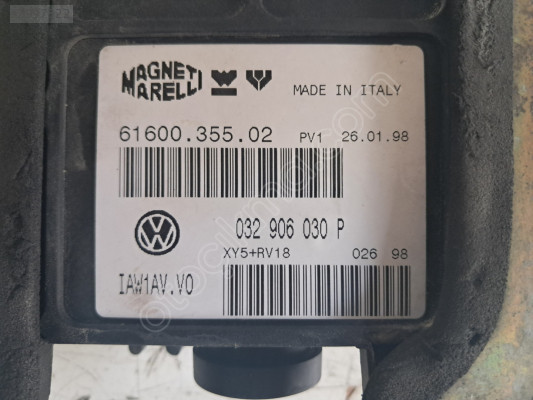 MAGNETI MARELLI
MADE IN ITALY
61600.355.02 PV1 26.01.98
032 906 030 P
XY5+RV18 026 98
IAW1AV.V0